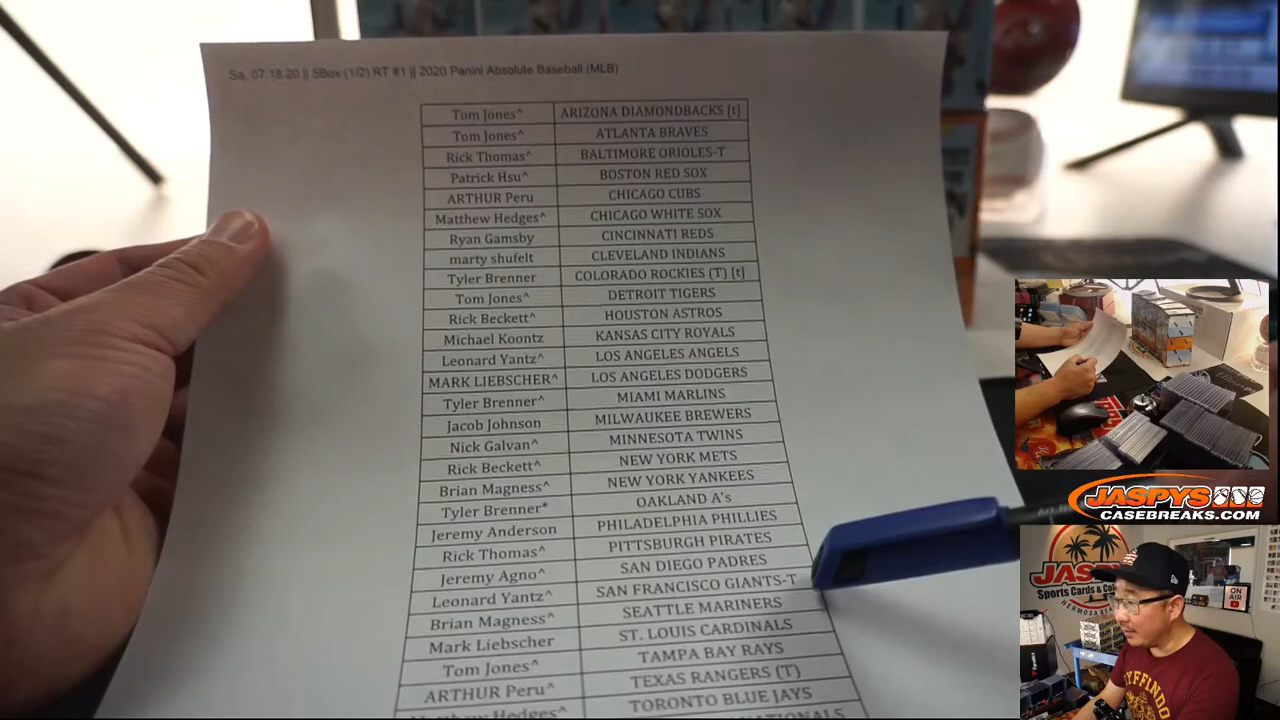 Sa, 07.18.20 || 5Box (1/2) RT #1 || 2020 Panini Absolute Baseball (MLB)
Tom Jones^ ARIZONA DIAMONDBACKS [t]
Tom Jones^ ATLANTA BRAVES
Rick Thomas^ BALTIMORE ORIOLES-T
Patrick Hsu^ BOSTON RED SOX
ARTHUR Peru CHICAGO CUBS
Matthew Hedges^ CHICAGO WHITE SOX
Ryan Gamsby CINCINNATI REDS
marty shufelt CLEVELAND INDIANS
Tyler Brenner COLORADO ROCKIES (T) [t]
Tom Jones^ DETROIT TIGERS
Rick Beckett^ HOUSTON ASTROS
Michael Koontz KANSAS CITY ROYALS
Leonard Yantz^ LOS ANGELES ANGELS
MARK LIEBSCHER^ LOS ANGELES DODGERS
Tyler Brenner^ MIAMI MARLINS
Jacob Johnson MILWAUKEE BREWERS
Nick Galvan^ MINNESOTA TWINS
Rick Beckett^ NEW YORK METS
Brian Magness^ NEW YORK YANKEES
Tyler Brenner* OAKLAND A's
Jeremy Anderson PHILADELPHIA PHILLIES
Rick Thomas^ PITTSBURGH PIRATES
Jeremy Agno^ SAN DIEGO PADRES
Leonard Yantz^ SAN FRANCISCO GIANTS-T
Brian Magness^ SEATTLE MARINERS
Mark Liebscher ST. LOUIS CARDINALS
Tom Jones^ TAMPA BAY RAYS
ARTHUR Peru^ TEXAS RANGERS (T)
Matthew Hedges^ TORONTO BLUE JAYS
NATIONALS
JASPYS
CASEBREAKS.COM
JASPYS
Sports Cards &
HERMOSA
ON AIR
GRYFFINDOR